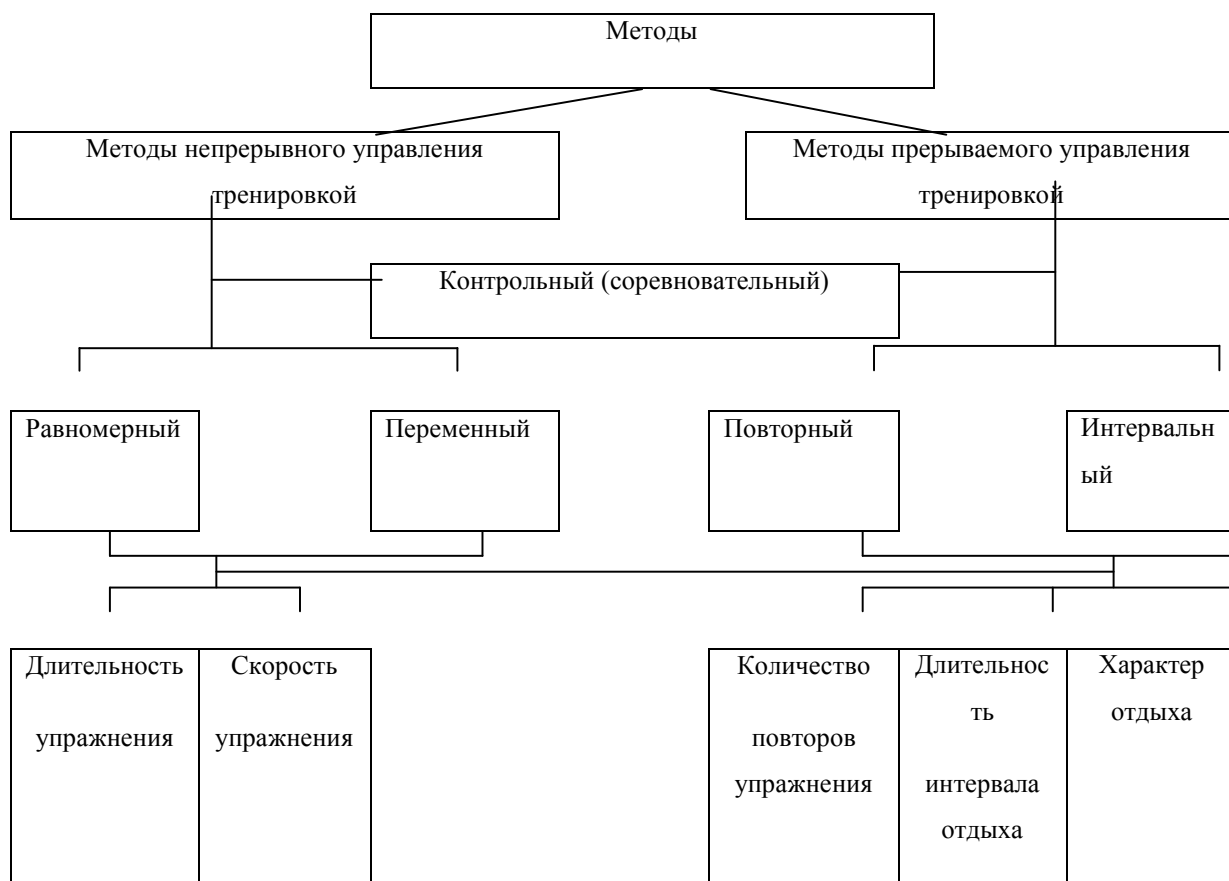 Методы
Методы непрерывного управления
тренировкой
Методы прерываемого управления
тренировкой
Контрольный (соревновательный)
Равномерный
Переменный
Повторный
Интервальн
ый
Длительность
упражнения
Скорость
упражнения
Количество
повторов
упражнения
Длительнос
ть
интервала
отдыха
Характер
отдыха